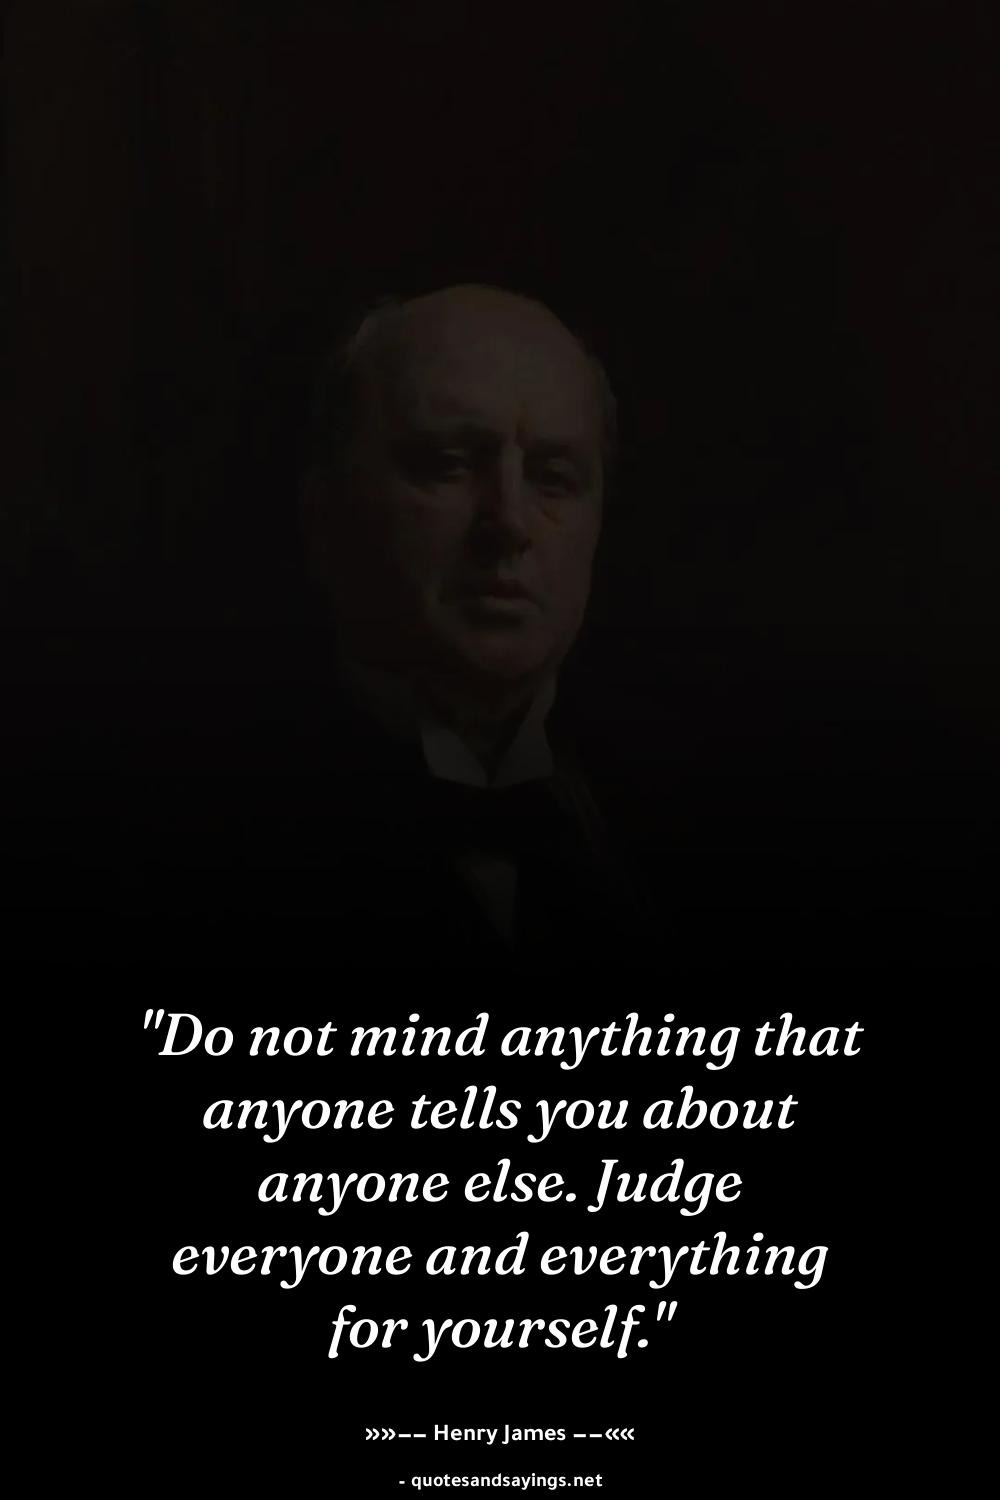 "Do not mind anything that
anyone tells you about
anyone else. Judge
everyone and everything
for yourself."
»»−− Henry James −−««
- quotesandsayings.net